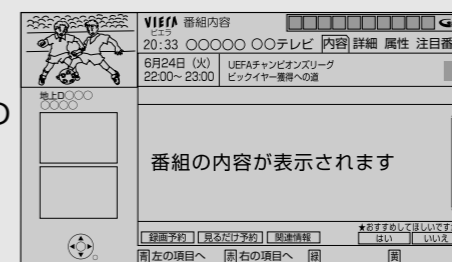 VIErA 番組内容
ビエラ
G
20:33 ○○○○○ ○○テレビ 内容 詳細 属性 注目番
6月24日（火） UEFAチャンピオンズリーグ
22:00～23:00 ビックイヤー獲得への道
地上D○○○
○○○○
番組の内容が表示されます
★おすすめしてほしいです
録画予約 見るだけ予約 関連情報 はい いいえ
青 左の項目へ 赤 右の項目へ 緑 黄